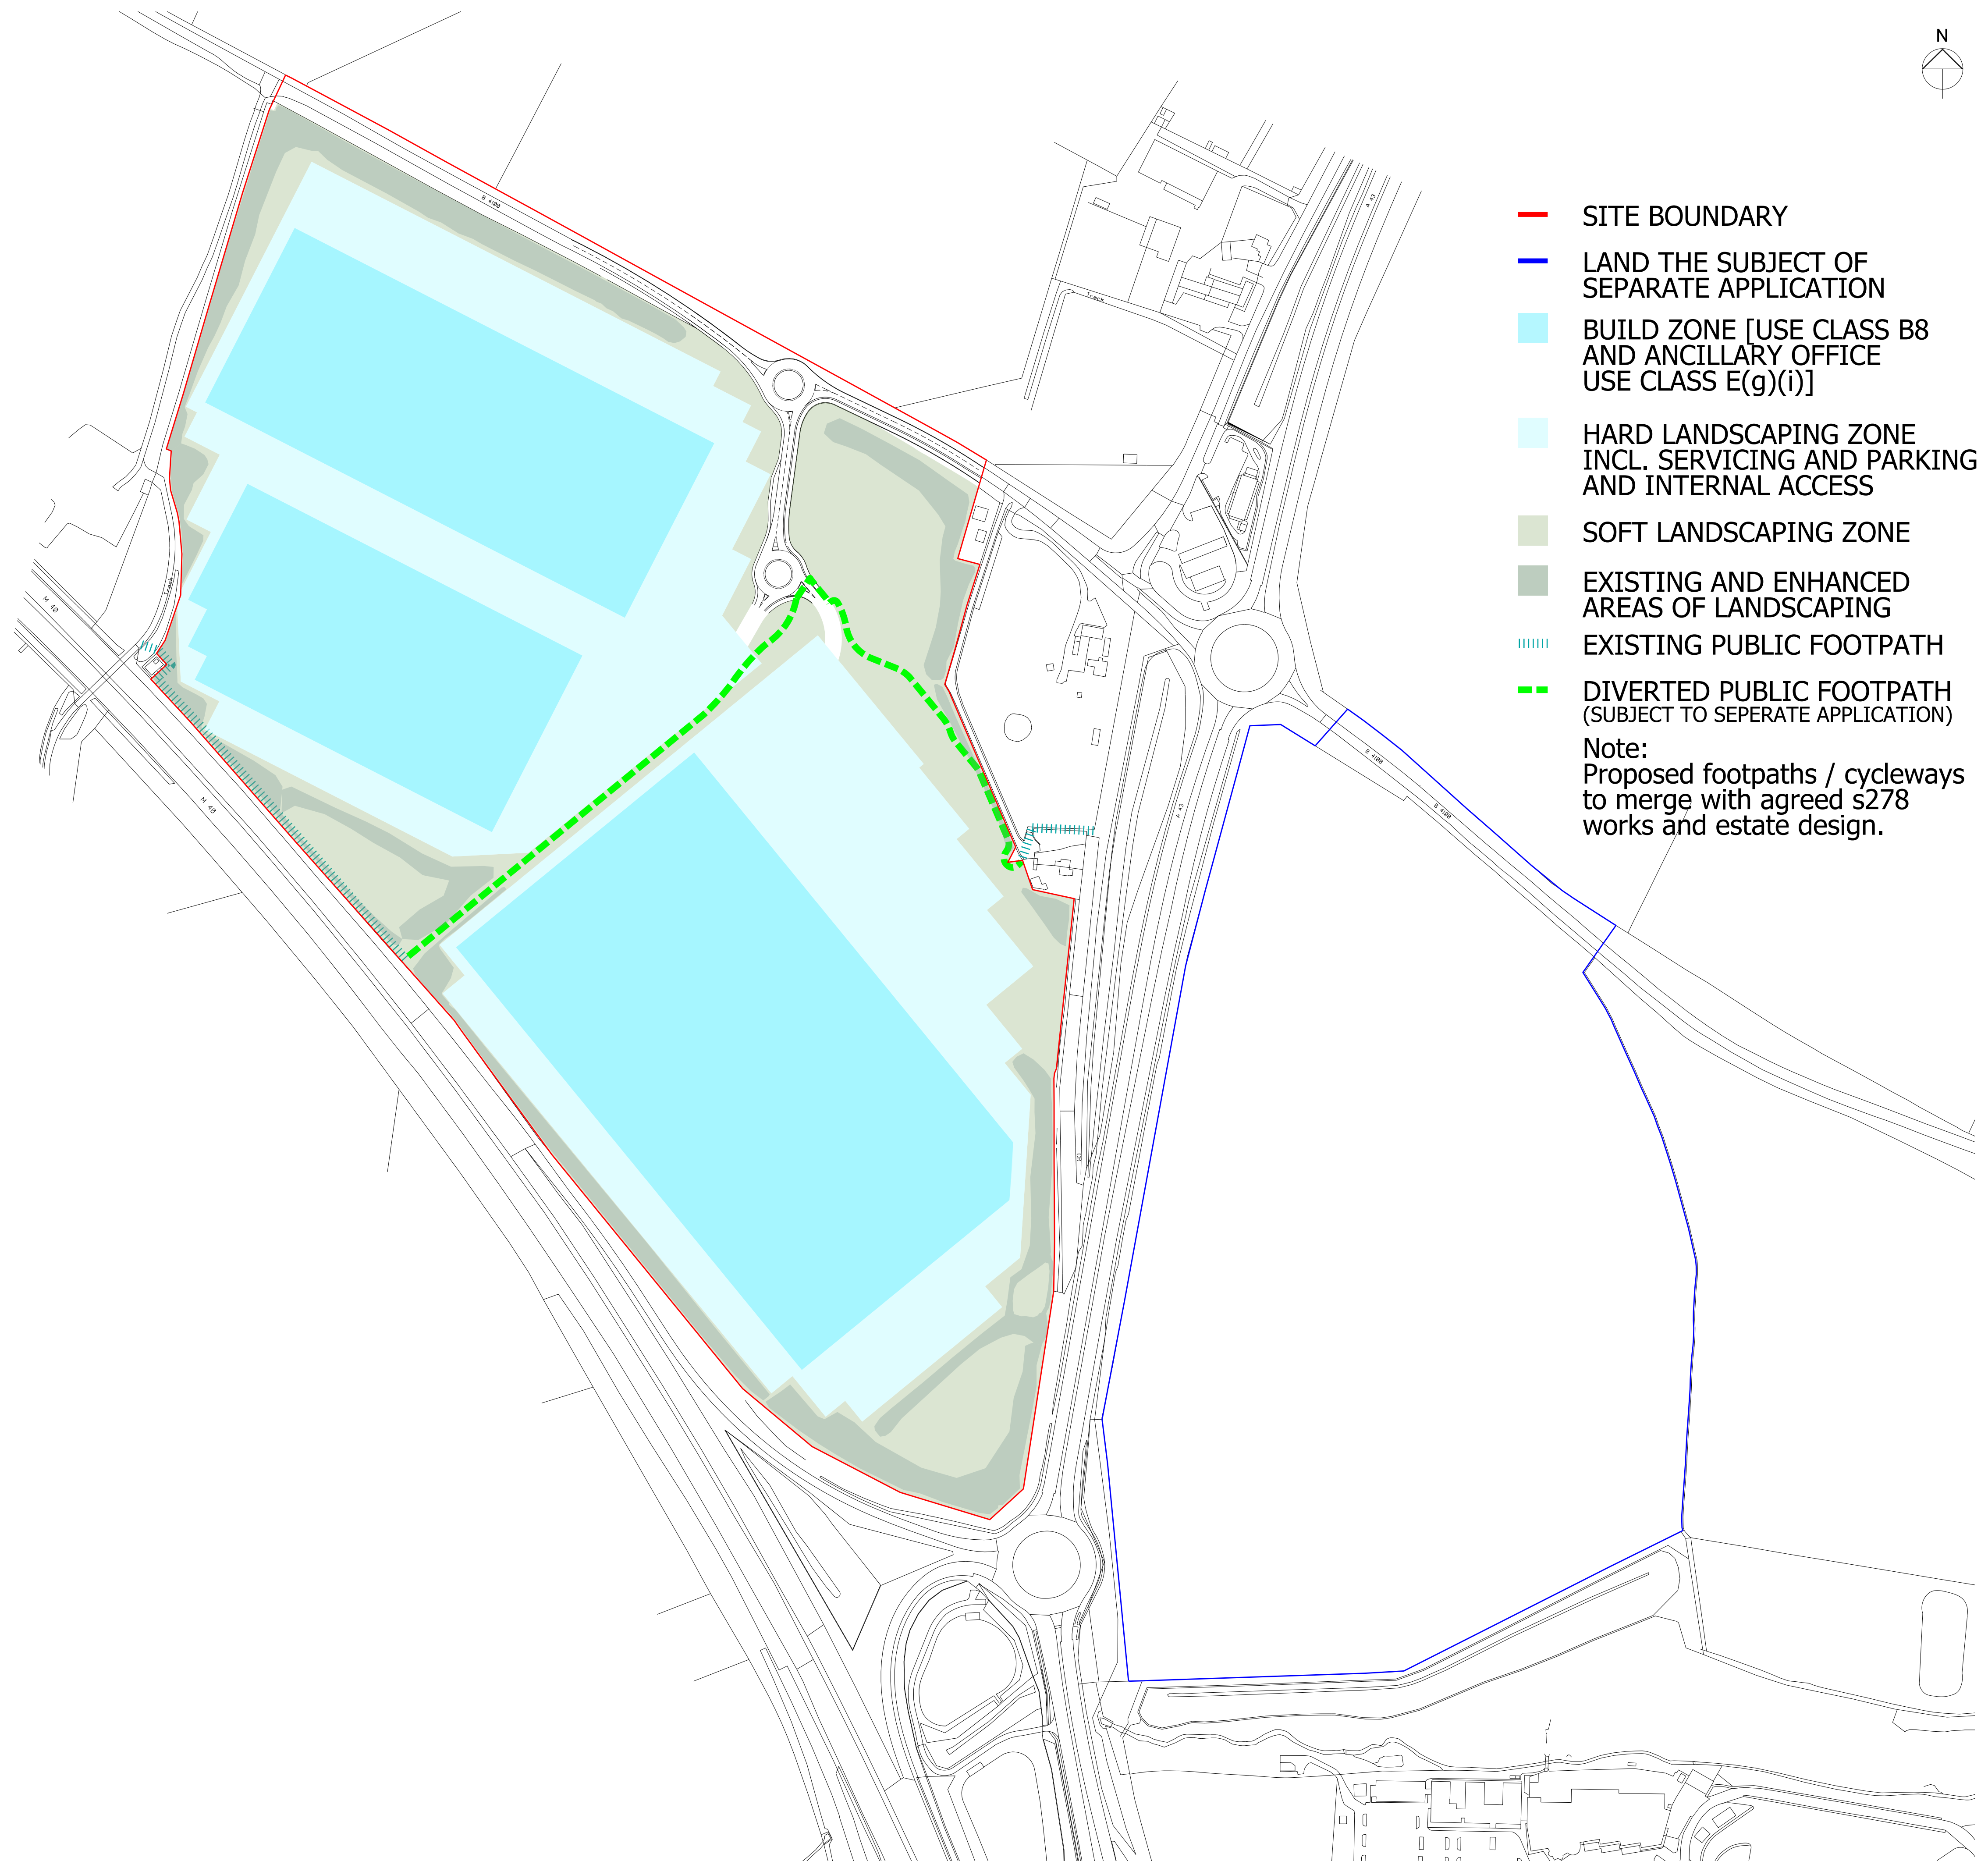 N
B 4100
A 43
Track
SITE BOUNDARY
LAND THE SUBJECT OF
SEPARATE APPLICATION
BUILD ZONE [USE CLASS B8
AND ANCILLARY OFFICE
USE CLASS E(g)(i)]
HARD LANDSCAPING ZONE
INCL. SERVICING AND PARKING
AND INTERNAL ACCESS
SOFT LANDSCAPING ZONE
EXISTING AND ENHANCED
AREAS OF LANDSCAPING
EXISTING PUBLIC FOOTPATH
DIVERTED PUBLIC FOOTPATH
(SUBJECT TO SEPERATE APPLICATION)
Note:
Proposed footpaths / cycleways
to merge with agreed s278
works and estate design.
Track
M 40
M 40
A 43
B 4100
B 4100